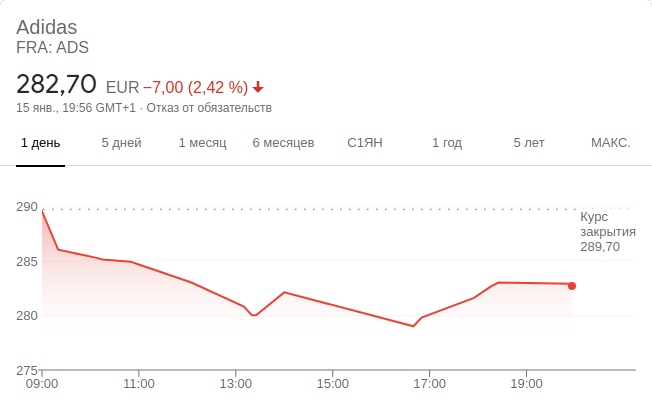 Adidas
FRA: ADS
282,70 EUR −7,00 (2,42 %)
15 янв., 19:56 GMT+1 · Отказ от обязательств
1 день 5 дней 1 месяц 6 месяцев С1ЯН 1 год 5 лет МАКС.
290
Курс
закрытия
289,70
285
280
275
09:00 11:00 13:00 15:00 17:00 19:00